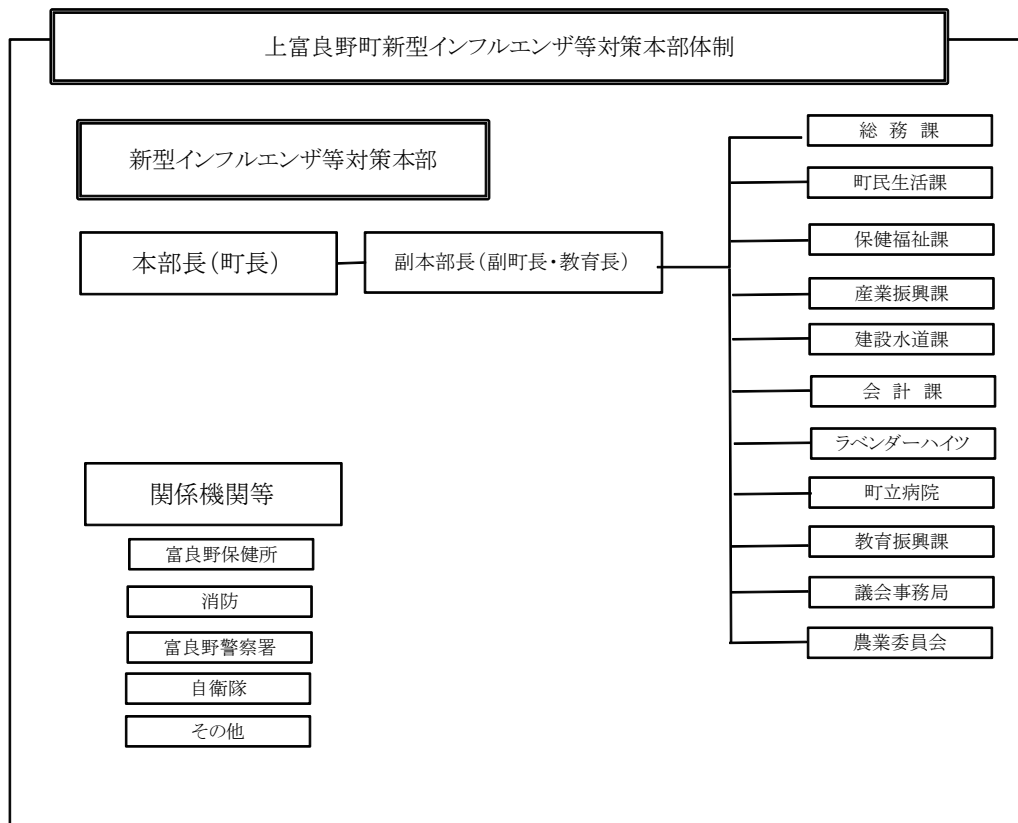 上富良野町新型インフルエンザ等対策本部体制
新型インフルエンザ等対策本部
本部長(町長)
副本部長(副町長・教育長)
総 務 課
町民生活課
保健福祉課
産業振興課
建設水道課
会 計 課
ラベンダーハイツ
町立病院
教育振興課
議会事務局
農業委員会
関係機関等
富良野保健所
消防
富良野警察署
自衛隊
その他